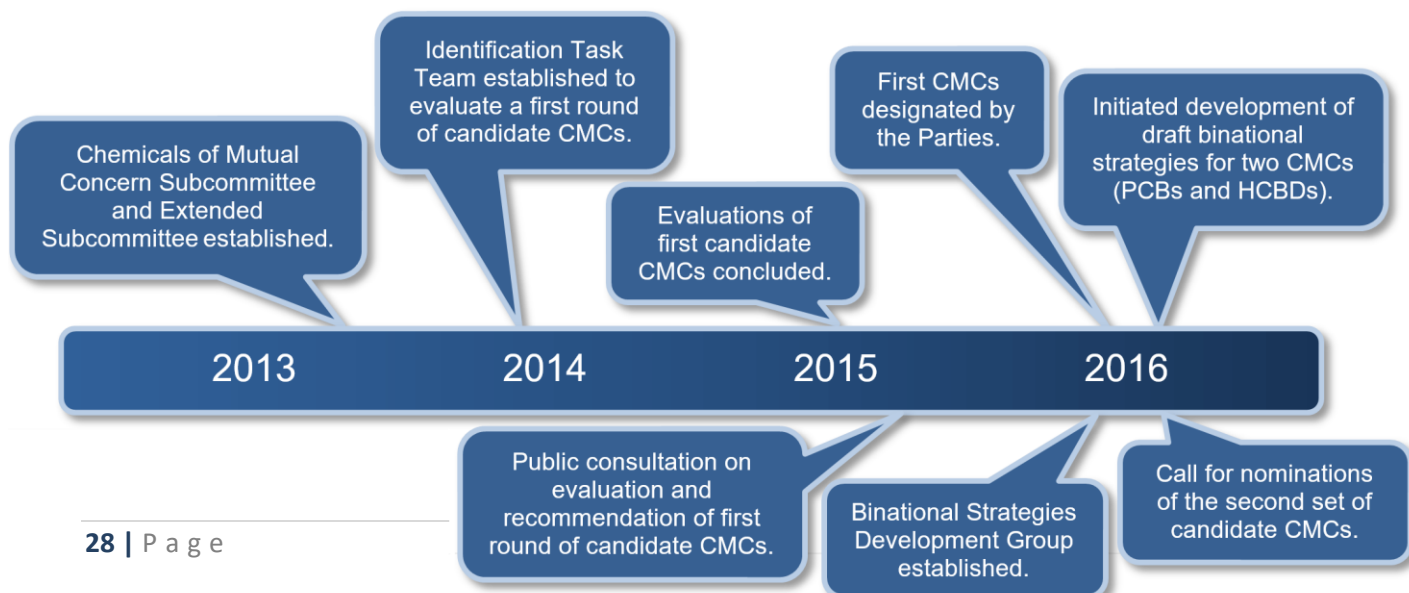 Chemicals of Mutual
Concern Subcommittee
and Extended
Subcommittee established.
Identification Task
Team established to
evaluate a first round
of candidate CMCs.
Evaluations of
first candidate
CMCs concluded.
First CMCs
designated by
the Parties.
Initiated development of
draft binational
strategies for two CMCs
(PCBs and HCBDs).
2013
2014
2015
2016
Public consultation on
evaluation and
recommendation of first
round of candidate CMCs.
Binational Strategies
Development Group
established.
Call for nominations
of the second set of
candidate CMCs.
28 | P a g e